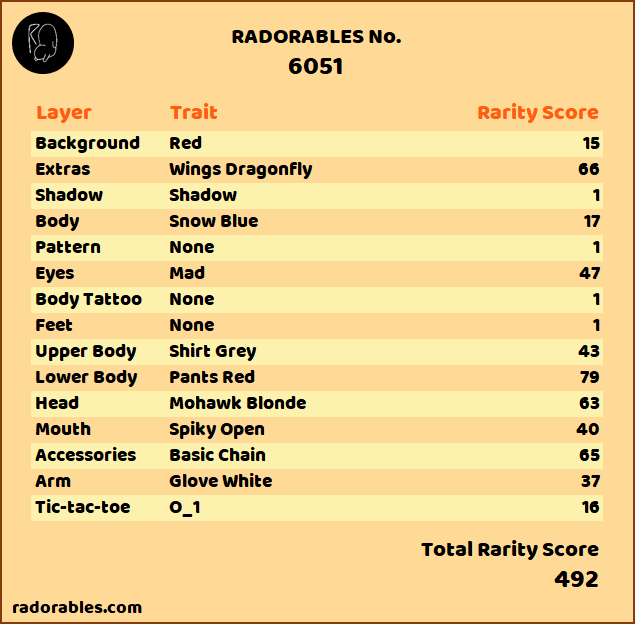 RADORABLES No.
6051
Layer Trait Rarity Score
Background Red 15
Extras Wings Dragonfly 66
Shadow Shadow 1
Body Snow Blue 17
Pattern None 1
Eyes Mad 47
Body Tattoo None 1
Feet None 1
Upper Body Shirt Grey 43
Lower Body Pants Red 79
Head Mohawk Blonde 63
Mouth Spiky Open 40
Accessories Basic Chain 65
Arm Glove White 37
Tic-tac-toe O_1 16
Total Rarity Score
492
radorables.com